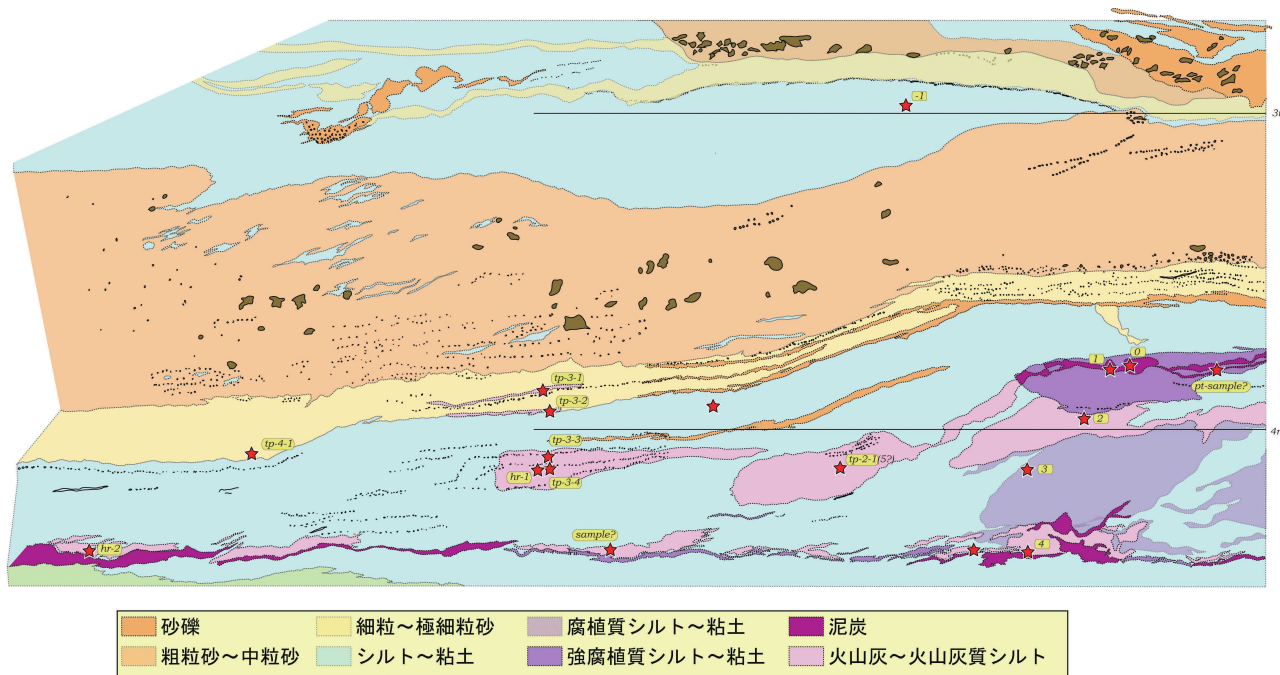 -1
3
0
1
tp-3-1
pt-sample?
tp-3-2
2
4
tp-3-3
tp-4-1
tp-2-1(5?)
hr-1
3
tp-3-4
sample?
hr-2
4
砂礫 細粒～極細粒砂 腐植質シルト～粘土 泥炭
粗粒砂～中粒砂 シルト～粘土 強腐植質シルト～粘土 火山灰～火山灰質シルト